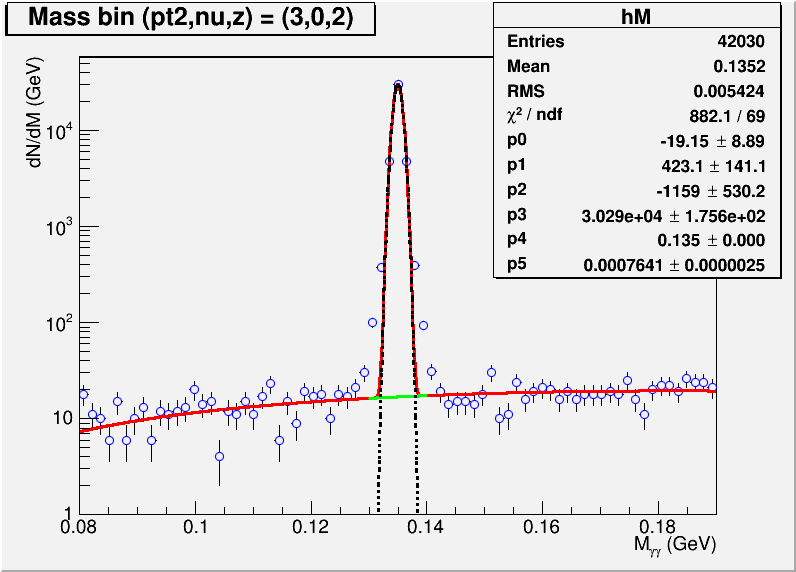 Mass bin (pt2,nu,z) = (3,0,2)
hM
Entries 42030
Mean 0.1352
RMS 0.005424
χ² / ndf 882.1 / 69
p0 -19.15 ± 8.89
p1 423.1 ± 141.1
p2 -1159 ± 530.2
p3 3.029e+04 ± 1.756e+02
p4 0.135 ± 0.000
p5 0.0007641 ± 0.0000025
dN/dM (GeV)
10⁴
10³
10²
10
1
0.08 0.1 0.12 0.14 0.16 0.18
Mγγ (GeV)